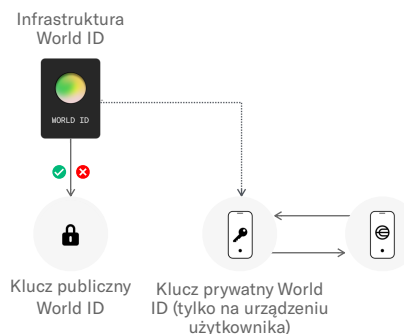 Infrastruktura
World ID
WORLD ID
Klucz publiczny
World ID
Klucz prywatny World
ID (tylko na urządzeniu
użytkownika)